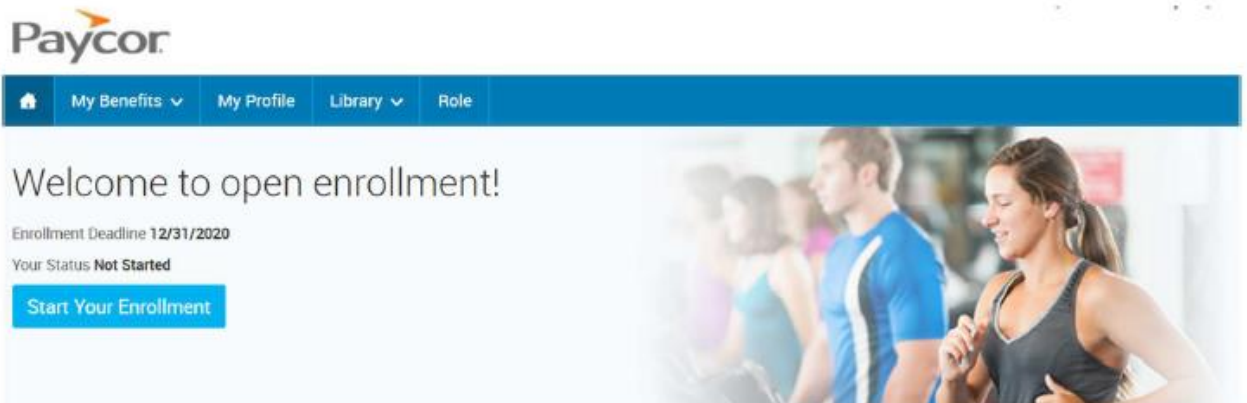 Paycor
My Benefits My Profile Library Role
Welcome to open enrollment!
Enrollment Deadline 12/31/2020
Your Status Not Started
Start Your Enrollment